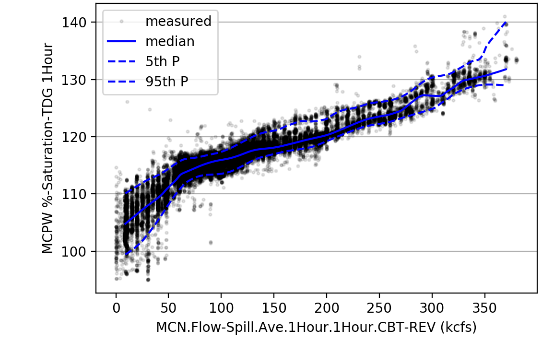 measured
median
5th P
95th P
140
130
120
110
100
MCPW %-Saturation-TDG 1Hour
0
50
100
150
200
250
300
350
MCN.Flow-Spill.Ave.1Hour.1Hour.CBT-REV (kcfs)